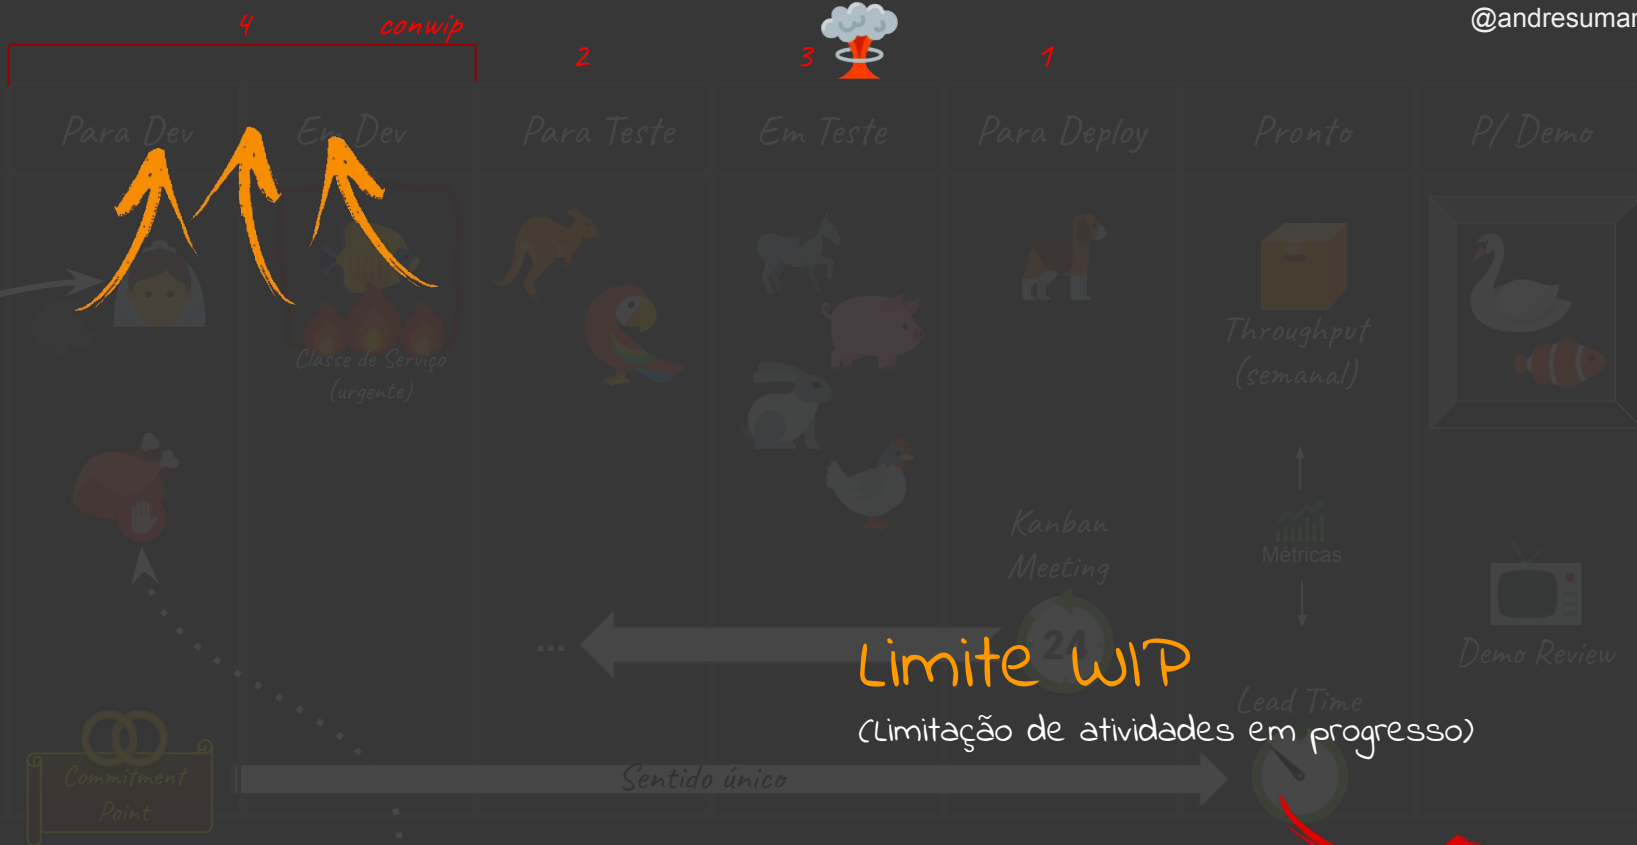 4
conwip
@andresumar
2
3
1
Para Dev
Em Dev
Para Teste
Em Teste
Para Deploy
Pronto
P/ Demo
Classe de Serviço
(urgente)
Throughput
(semanal)
Kanban
Meeting
Métricas
24
...
Limite WIP
(Limitação de atividades em progresso)
Demo Review
Lead Time
Commitment
Point
Sentido único